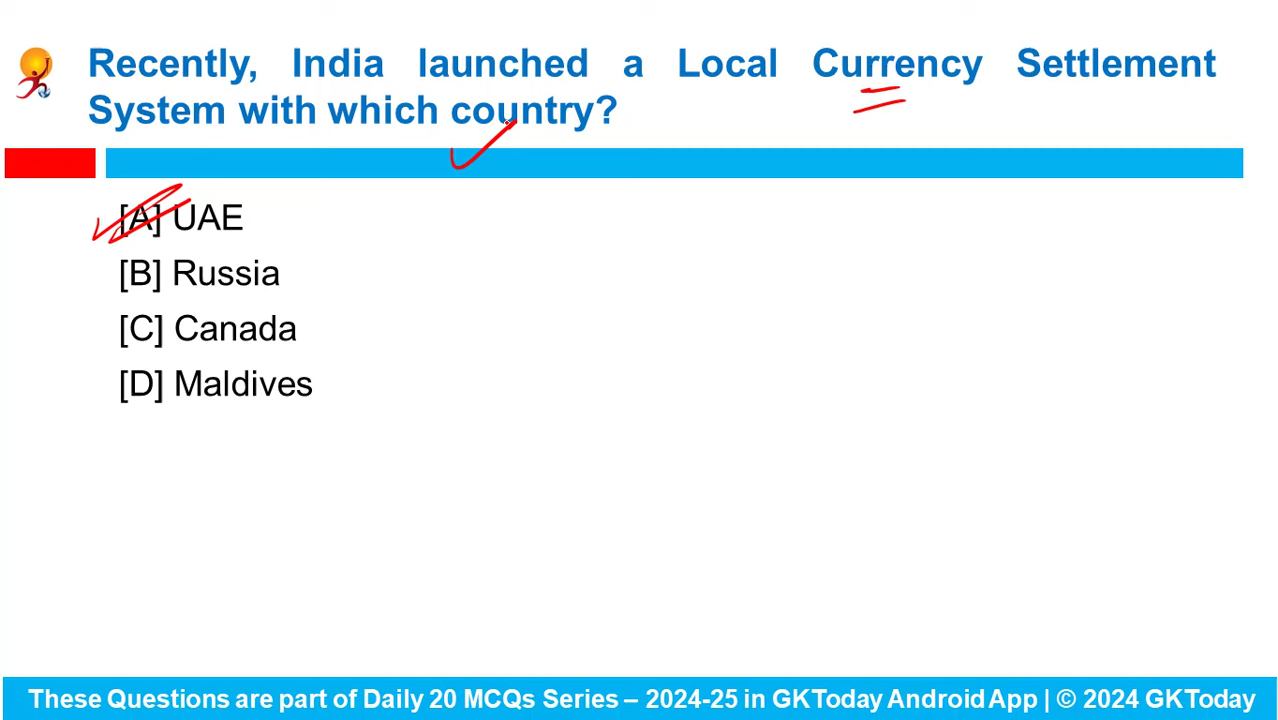 Recently, India launched a Local Currency Settlement
System with which country?
[A] UAE
[B] Russia
[C] Canada
[D] Maldives
These Questions are part of Daily 20 MCQs Series – 2024-25 in GKToday Android App | © 2024 GKToday